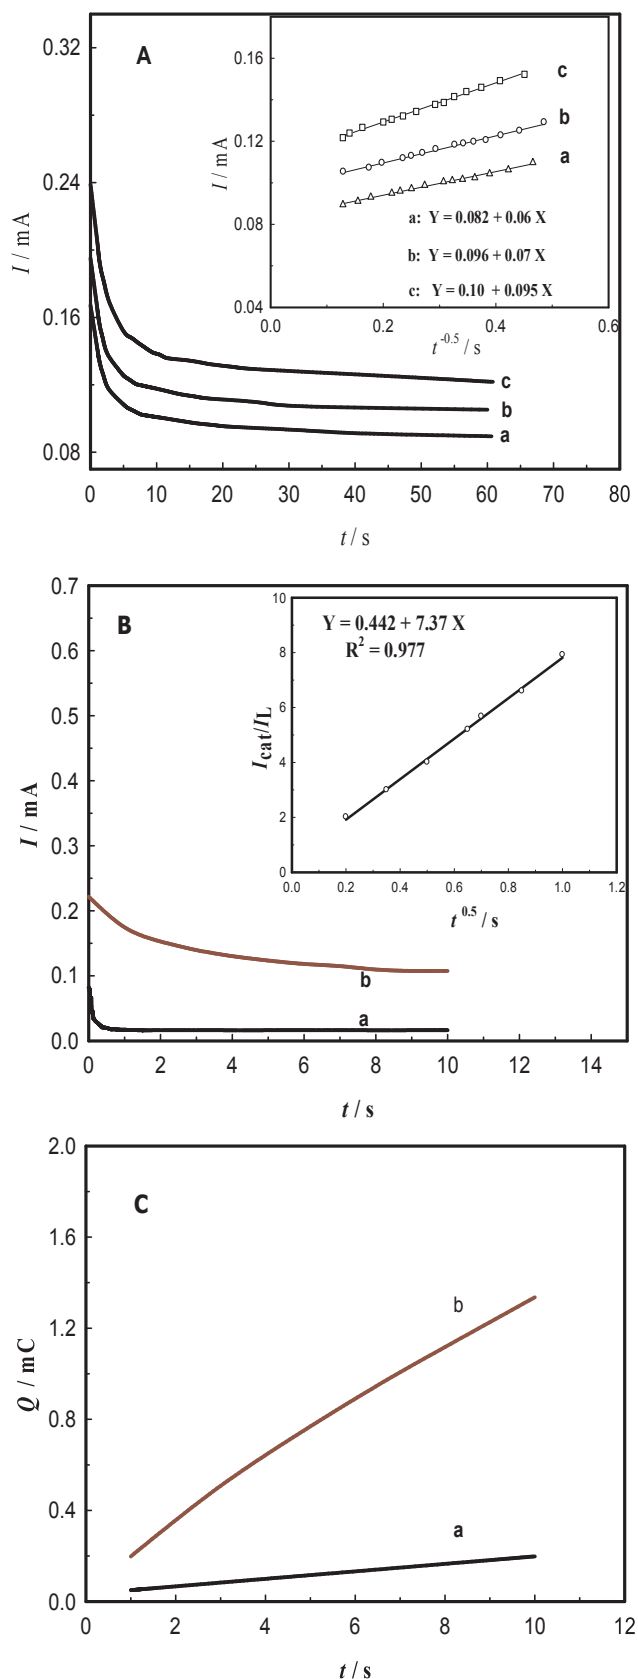 A
I / mA
0.32
0.24
0.16
0.08
0
10
20
30
40
50
60
70
80
t / s
c
b
a
I / mA
0.16
0.12
0.08
0.04
0.0
0.2
0.4
0.6
t^-0.5 / s
c
b
a
a: Y = 0.082 + 0.06 X
b: Y = 0.096 + 0.07 X
c: Y = 0.10 + 0.095 X
B
I / mA
0.7
0.6
0.5
0.4
0.3
0.2
0.1
0.0
0
2
4
6
8
10
12
14
t / s
b
a
Y = 0.442 + 7.37 X
R² = 0.977
Icat/IL
10
8
6
4
2
0
0.0
0.2
0.4
0.6
0.8
1.0
1.2
t^0.5 / s
C
Q / mC
2.0
1.6
1.2
0.8
0.4
0.0
0
2
4
6
8
10
12
t / s
b
a